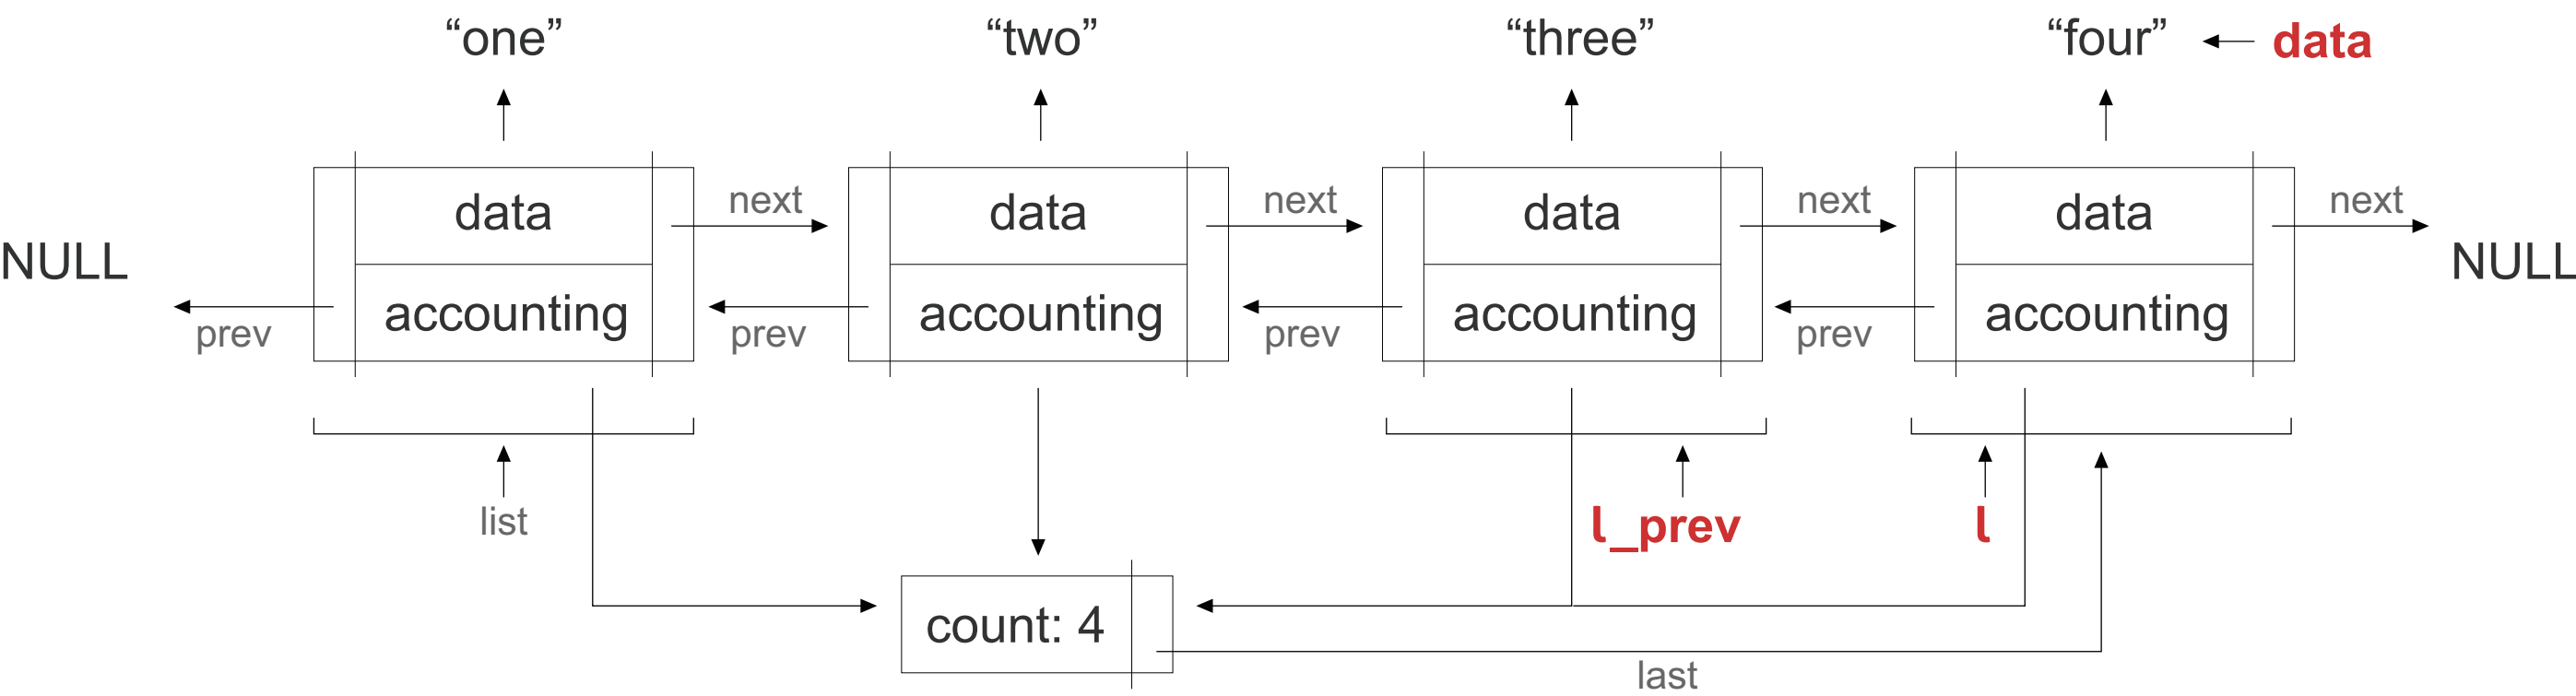 “one”
“two”
“three”
“four”
data
data
next
data
next
data
next
data
next
NULL
NULL
accounting
accounting
accounting
accounting
prev
prev
prev
prev
list
l_prev
l
count: 4
last